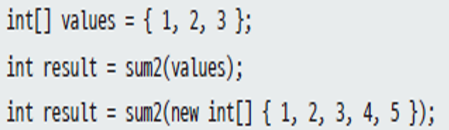 int[] values = { 1, 2, 3 };
int result = sum2(values);
int result = sum2(new int[] { 1, 2, 3, 4, 5 });